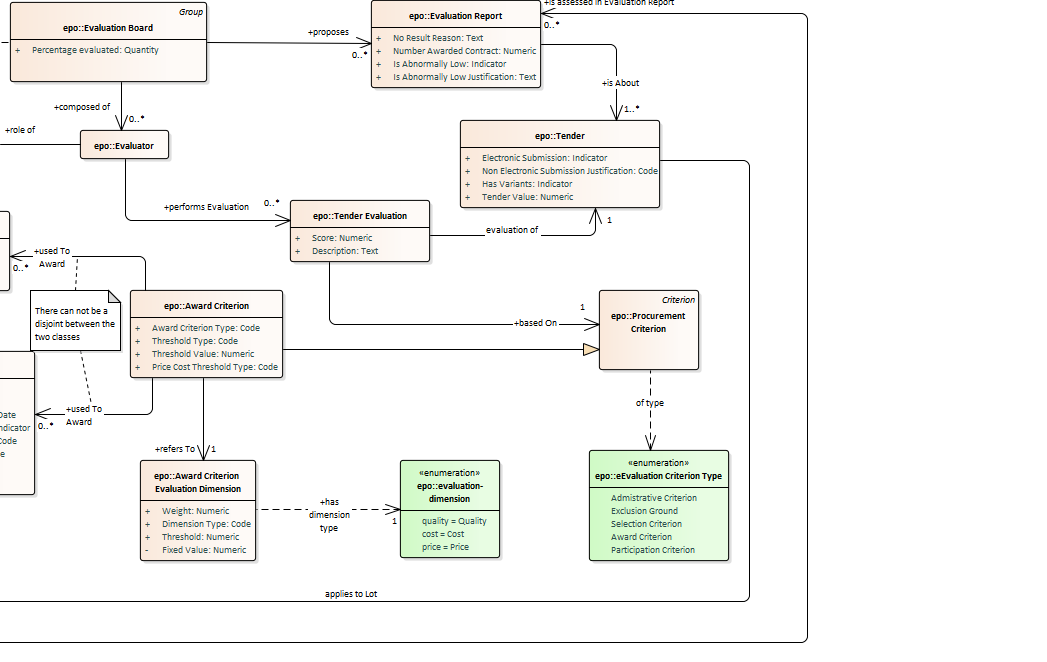 +is assessed in Evaluation Report
0..*
Group
epo::Evaluation Board
+ Percentage evaluated: Quantity
+proposes
0..*
epo::Evaluation Report
+ No Result Reason: Text
+ Number Awarded Contract: Numeric
+ Is Abnormally Low: Indicator
+ Is Abnormally Low Justification: Text
+is About
1..*
+composed of
0..*
+role of
epo::Evaluator
epo::Tender
+ Electronic Submission: Indicator
+ Non Electronic Submission Justification: Code
+ Has Variants: Indicator
+ Tender Value: Numeric
+performs Evaluation
0..*
epo::Tender Evaluation
+ Score: Numeric
+ Description: Text
evaluation of
1
+used To
Award
0..*
There can not be a
disjoint between the
two classes
epo::Award Criterion
+ Award Criterion Type: Code
+ Threshold Type: Code
+ Threshold Value: Numeric
+ Price Cost Threshold Type: Code
+based On
1
Criterion
epo::Procurement
Criterion
of type
Date
ndicator
Code
e
+used To
Award
0..*
+refers To
1
epo::Award Criterion
Evaluation Dimension
+ Weight: Numeric
+ Dimension Type: Code
+ Threshold: Numeric
- Fixed Value: Numeric
+has
dimension
type
1
«enumeration»
epo::evaluation-
dimension
quality = Quality
cost = Cost
price = Price
«enumeration»
epo::eEvaluation Criterion Type
Admistrative Criterion
Exclusion Ground
Selection Criterion
Award Criterion
Participation Criterion
applies to Lot